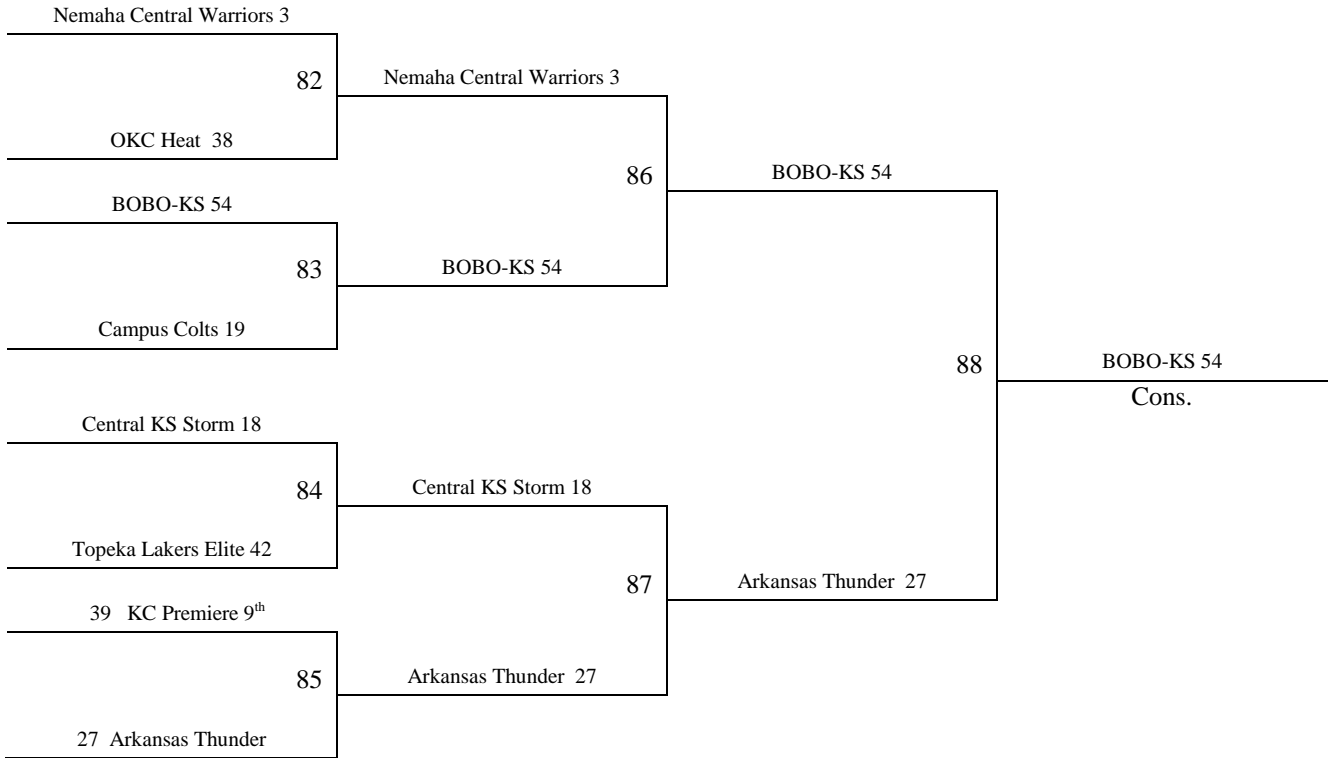 Nemaha Central Warriors 3
82
Nemaha Central Warriors 3
OKC Heat 38
86
BOBO-KS 54
BOBO-KS 54
83
BOBO-KS 54
Campus Colts 19
88
BOBO-KS 54
Cons.
Central KS Storm 18
84
Central KS Storm 18
Topeka Lakers Elite 42
87
Arkansas Thunder 27
39 KC Premiere 9th
85
Arkansas Thunder 27
27 Arkansas Thunder